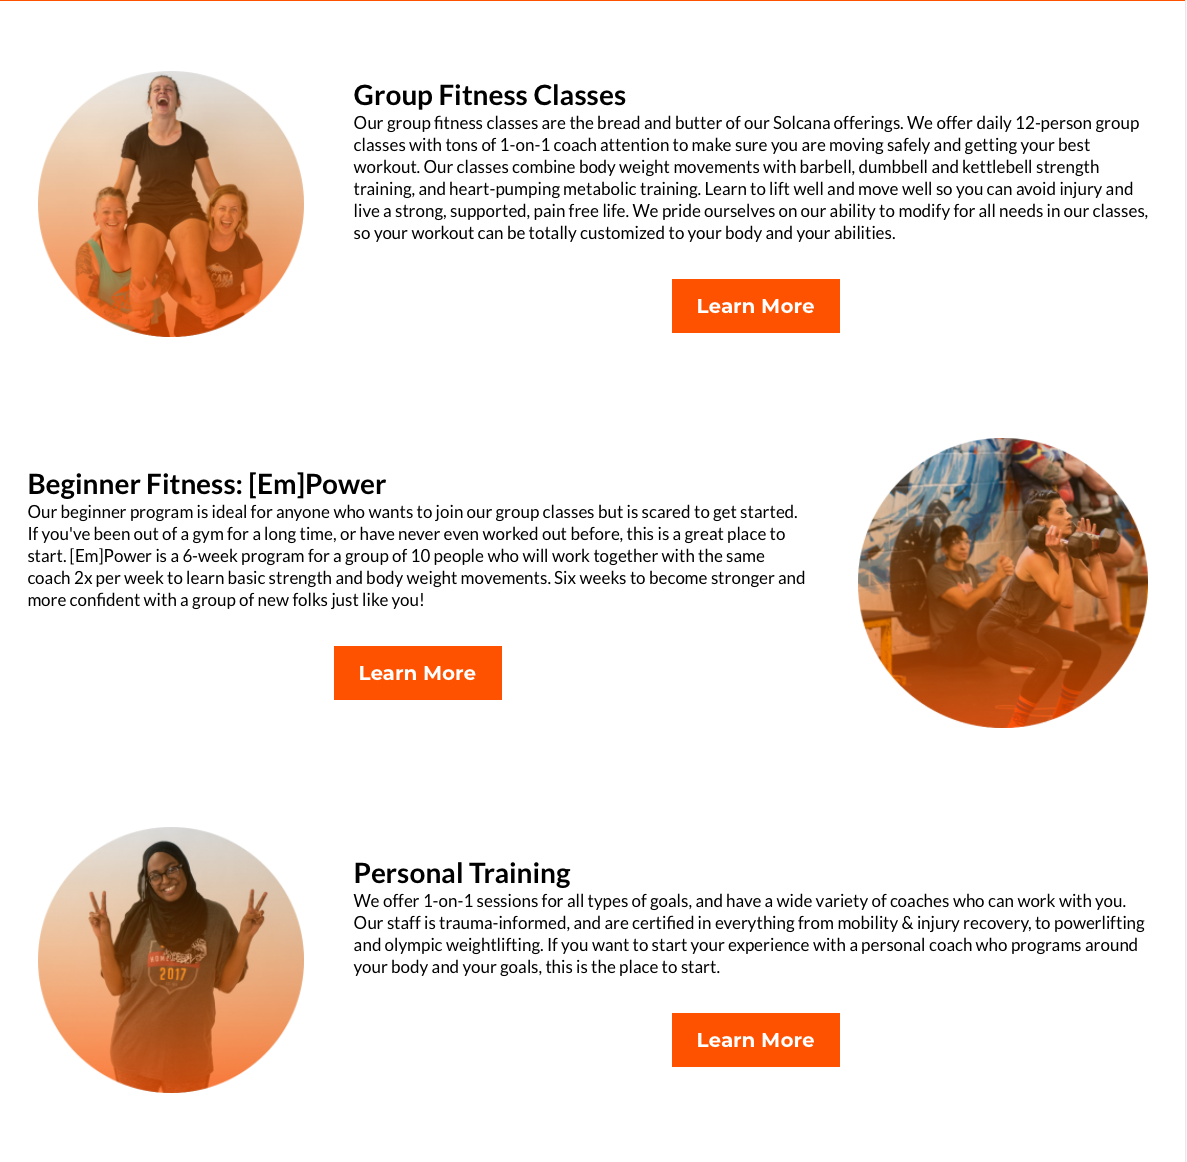 Group Fitness Classes
Our group fitness classes are the bread and butter of our Solcana offerings. We offer daily 12-person group
classes with tons of 1-on-1 coach attention to make sure you are moving safely and getting your best
workout. Our classes combine body weight movements with barbell, dumbbell and kettlebell strength
training, and heart-pumping metabolic training. Learn to lift well and move well so you can avoid injury and
live a strong, supported, pain free life. We pride ourselves on our ability to modify for all needs in our classes,
so your workout can be totally customized to your body and your abilities.
Learn More
Beginner Fitness: [Em]Power
Our beginner program is ideal for anyone who wants to join our group classes but is scared to get started.
If you've been out of a gym for a long time, or have never even worked out before, this is a great place to
start. [Em]Power is a 6-week program for a group of 10 people who will work together with the same
coach 2x per week to learn basic strength and body weight movements. Six weeks to become stronger and
more confident with a group of new folks just like you!
Learn More
2017
Personal Training
We offer 1-on-1 sessions for all types of goals, and have a wide variety of coaches who can work with you.
Our staff is trauma-informed, and are certified in everything from mobility & injury recovery, to powerlifting
and olympic weightlifting. If you want to start your experience with a personal coach who programs around
your body and your goals, this is the place to start.
Learn More